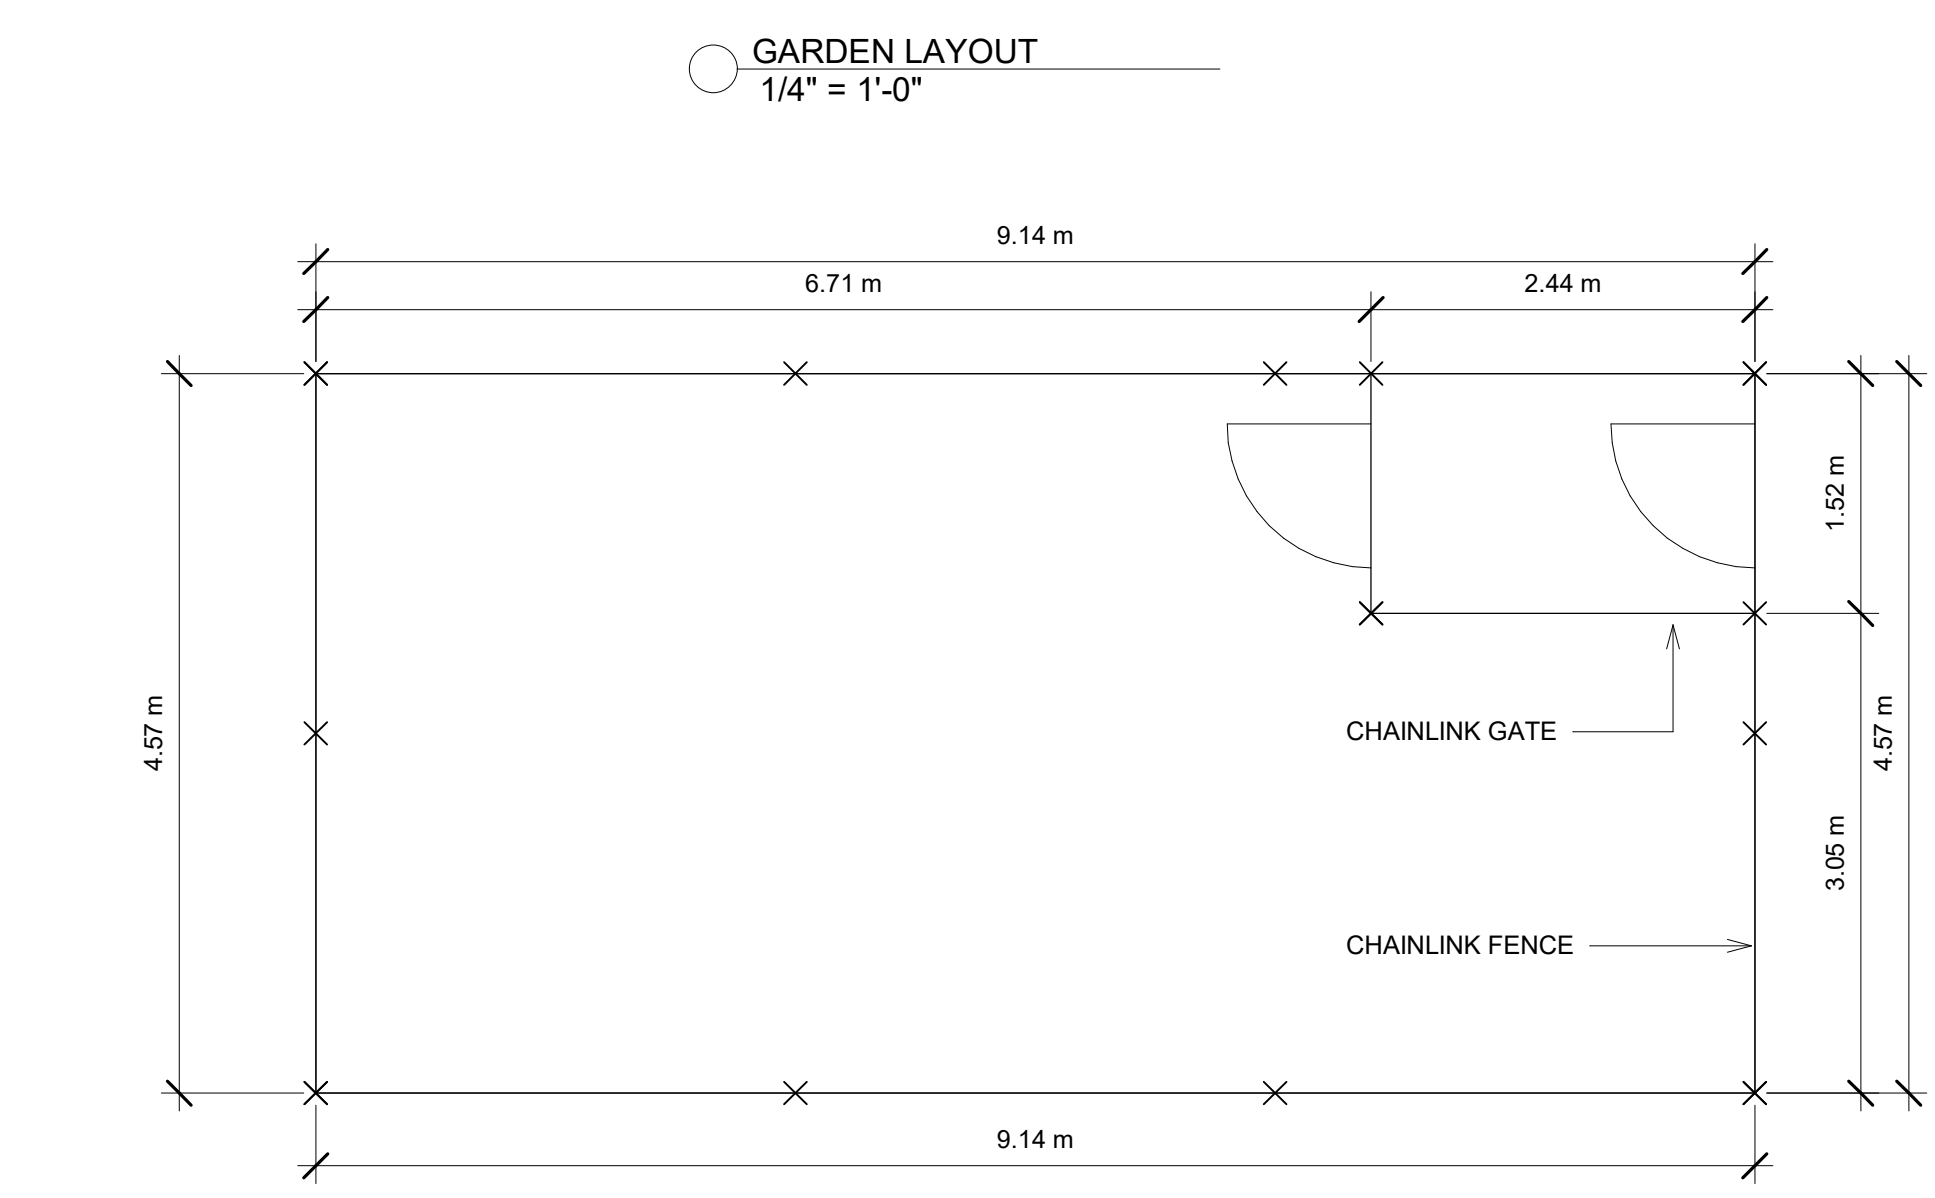 GARDEN LAYOUT
1/4" = 1'-0"
9.14 m
6.71 m
2.44 m
1.52 m
4.57 m
4.57 m
CHAINLINK GATE
3.05 m
CHAINLINK FENCE
9.14 m